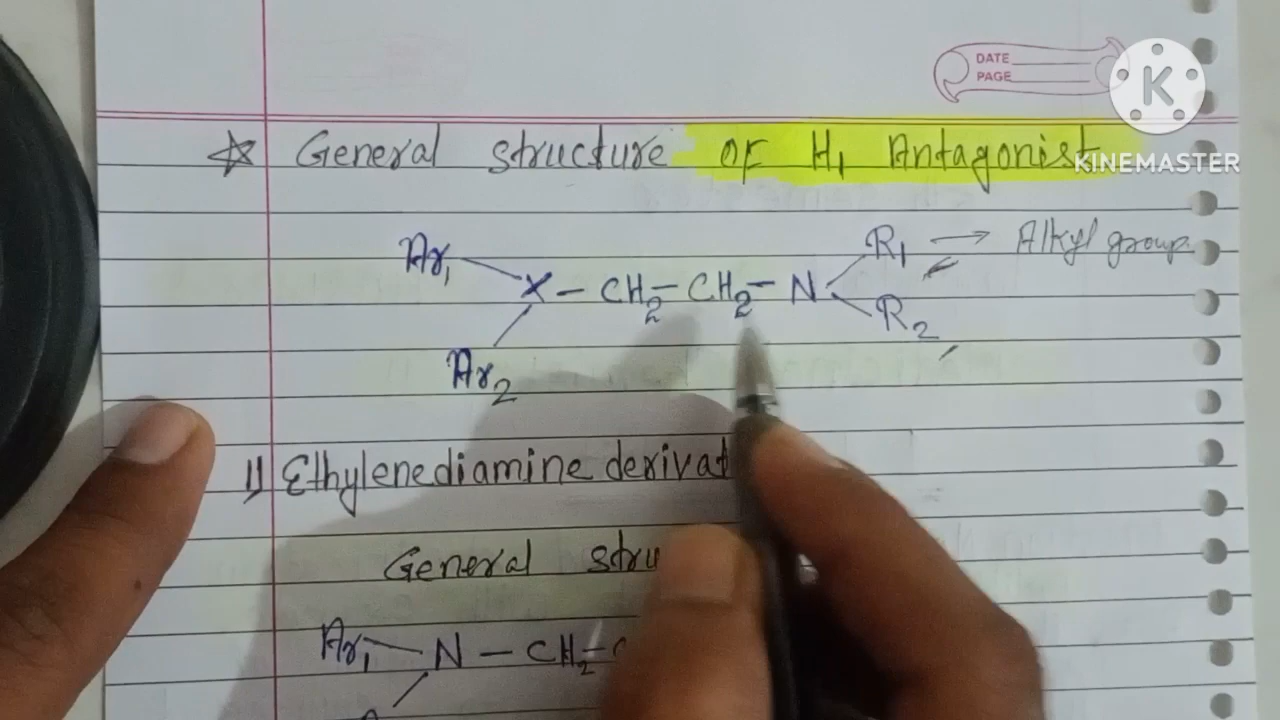 DATE
PAGE
K
KINEMASTER
☆ General structure of H1 Antagonist
Ar1 R1 → Alkyl group
X - CH2 - CH2 - N
Ar2 R2
1) Ethylenediamine derivat
General stru
Ar1 N - CH2 -